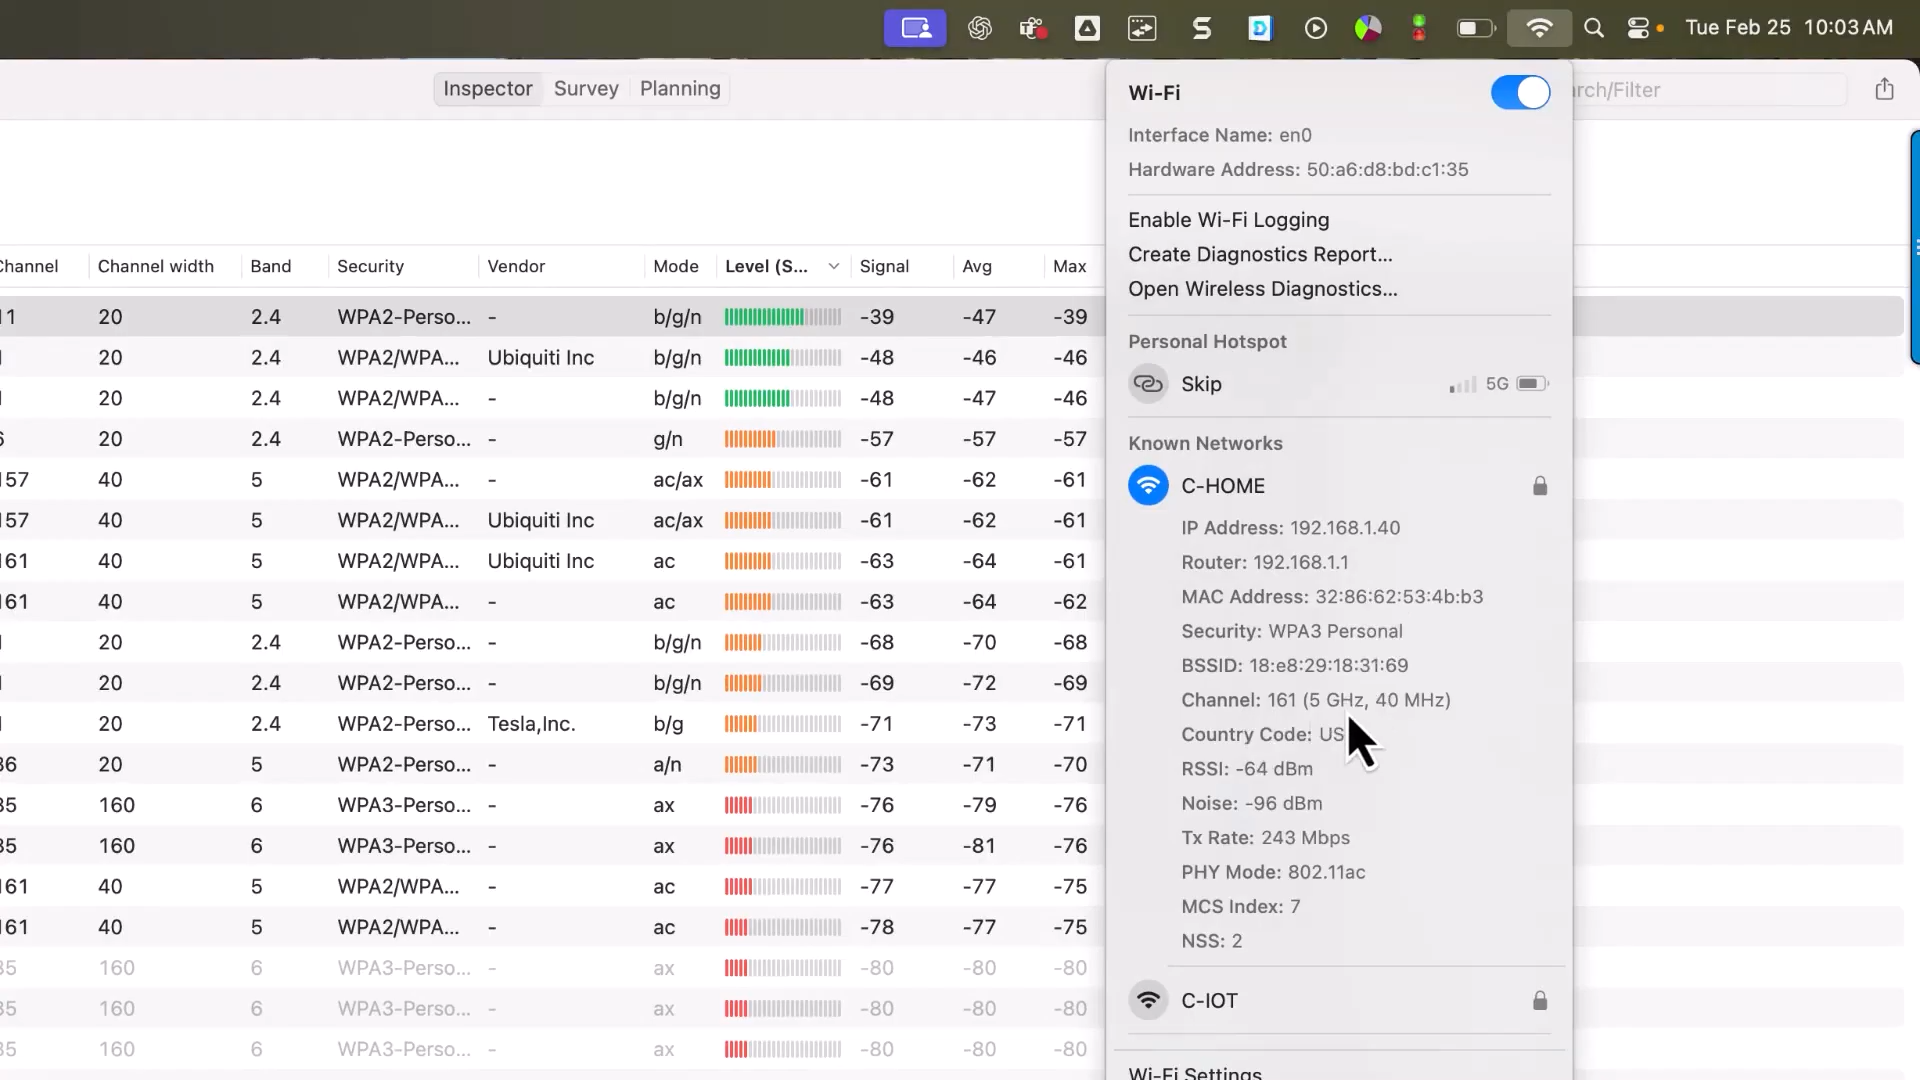 Tue Feb 25 10:03 AM
Inspector Survey Planning
rch/Filter
Channel Channel width Band Security Vendor Mode Level (S... Signal Avg Max
11 20 2.4 WPA2-Perso... - b/g/n -39 -47 -39
20 2.4 WPA2/WPA... Ubiquiti Inc b/g/n -48 -46 -46
20 2.4 WPA2/WPA... - b/g/n -48 -47 -46
6 20 2.4 WPA2-Perso... - g/n -57 -57 -57
157 40 5 WPA2/WPA... - ac/ax -61 -62 -61
157 40 5 WPA2/WPA... Ubiquiti Inc ac/ax -61 -62 -61
161 40 5 WPA2/WPA... Ubiquiti Inc ac -63 -64 -61
161 40 5 WPA2/WPA... - ac -63 -64 -62
20 2.4 WPA2-Perso... - b/g/n -68 -70 -68
20 2.4 WPA2-Perso... - b/g/n -69 -72 -69
20 2.4 WPA2-Perso... Tesla,Inc. b/g -71 -73 -71
36 20 5 WPA2-Perso... - a/n -73 -71 -70
35 160 6 WPA3-Perso... - ax -76 -79 -76
35 160 6 WPA3-Perso... - ax -76 -81 -76
161 40 5 WPA2/WPA... - ac -77 -77 -75
161 40 5 WPA2/WPA... - ac -78 -77 -75
35 160 6 WPA3-Perso... - ax -80 -80 -80
35 160 6 WPA3-Perso... - ax -80 -80 -80
35 160 6 WPA3-Perso... - ax -80 -80 -80
Wi-Fi
Interface Name: en0
Hardware Address: 50:a6:d8:bd:c1:35
Enable Wi-Fi Logging
Create Diagnostics Report...
Open Wireless Diagnostics...
Personal Hotspot
Skip 5G
Known Networks
C-HOME
IP Address: 192.168.1.40
Router: 192.168.1.1
MAC Address: 32:86:62:53:4b:b3
Security: WPA3 Personal
BSSID: 18:e8:29:18:31:69
Channel: 161 (5 GHz, 40 MHz)
Country Code: US
RSSI: -64 dBm
Noise: -96 dBm
Tx Rate: 243 Mbps
PHY Mode: 802.11ac
MCS Index: 7
NSS: 2
C-IOT
Wi-Fi Settings